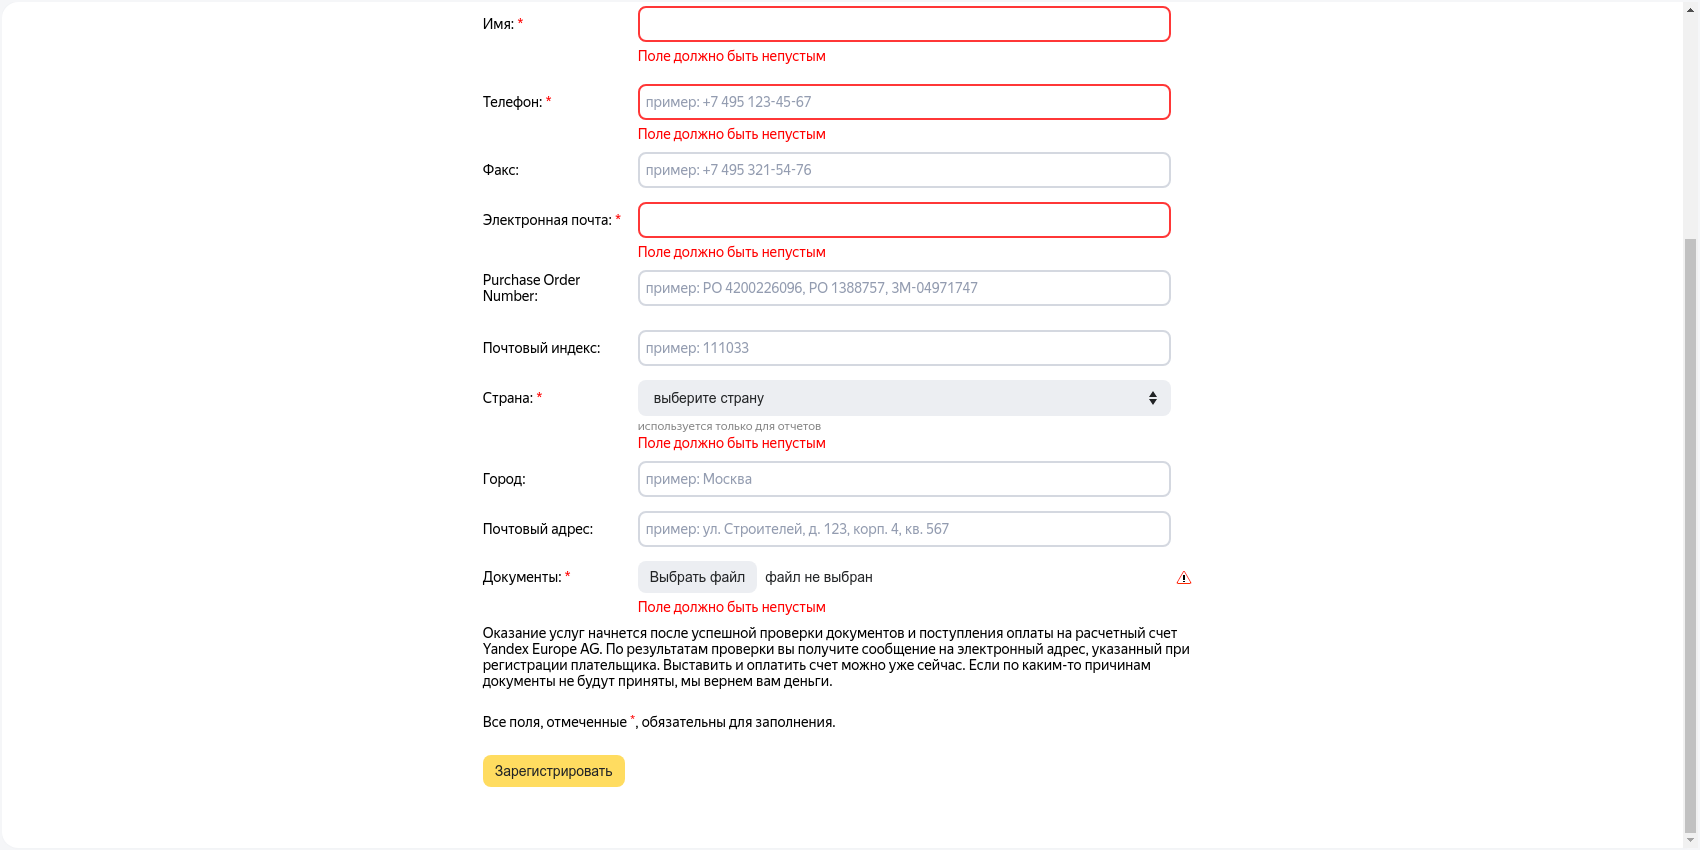 Имя: *
Поле должно быть непустым
Телефон: * пример: +7 495 123-45-67
Поле должно быть непустым
Факс: пример: +7 495 321-54-76
Электронная почта: *
Поле должно быть непустым
Purchase Order
Number:
пример: PO 4200226096, PO 1388757, 3M-04971747
Почтовый индекс: пример: 111033
Страна: * выберите страну
используется только для отчетов
Поле должно быть непустым
Город: пример: Москва
Почтовый адрес: пример: ул. Строителей, д. 123, корп. 4, кв. 567
Документы: * Выбрать файл файл не выбран
Поле должно быть непустым
Оказание услуг начнется после успешной проверки документов и поступления оплаты на расчетный счет
Yandex Europe AG. По результатам проверки вы получите сообщение на электронный адрес, указанный при
регистрации плательщика. Выставить и оплатить счет можно уже сейчас. Если по каким-то причинам
документы не будут приняты, мы вернем вам деньги.
Все поля, отмеченные *, обязательны для заполнения.
Зарегистрировать